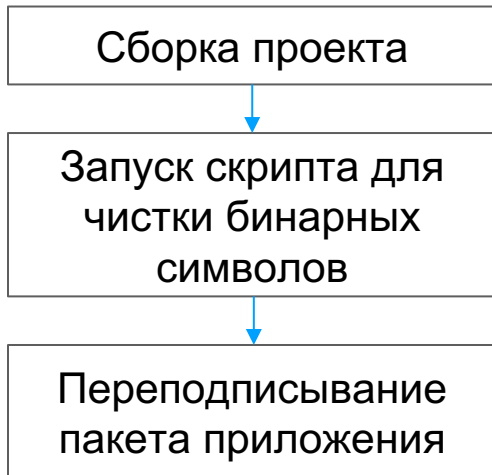 Сборка проекта
Запуск скрипта для
чистки бинарных
символов
Переподписывание
пакета приложения